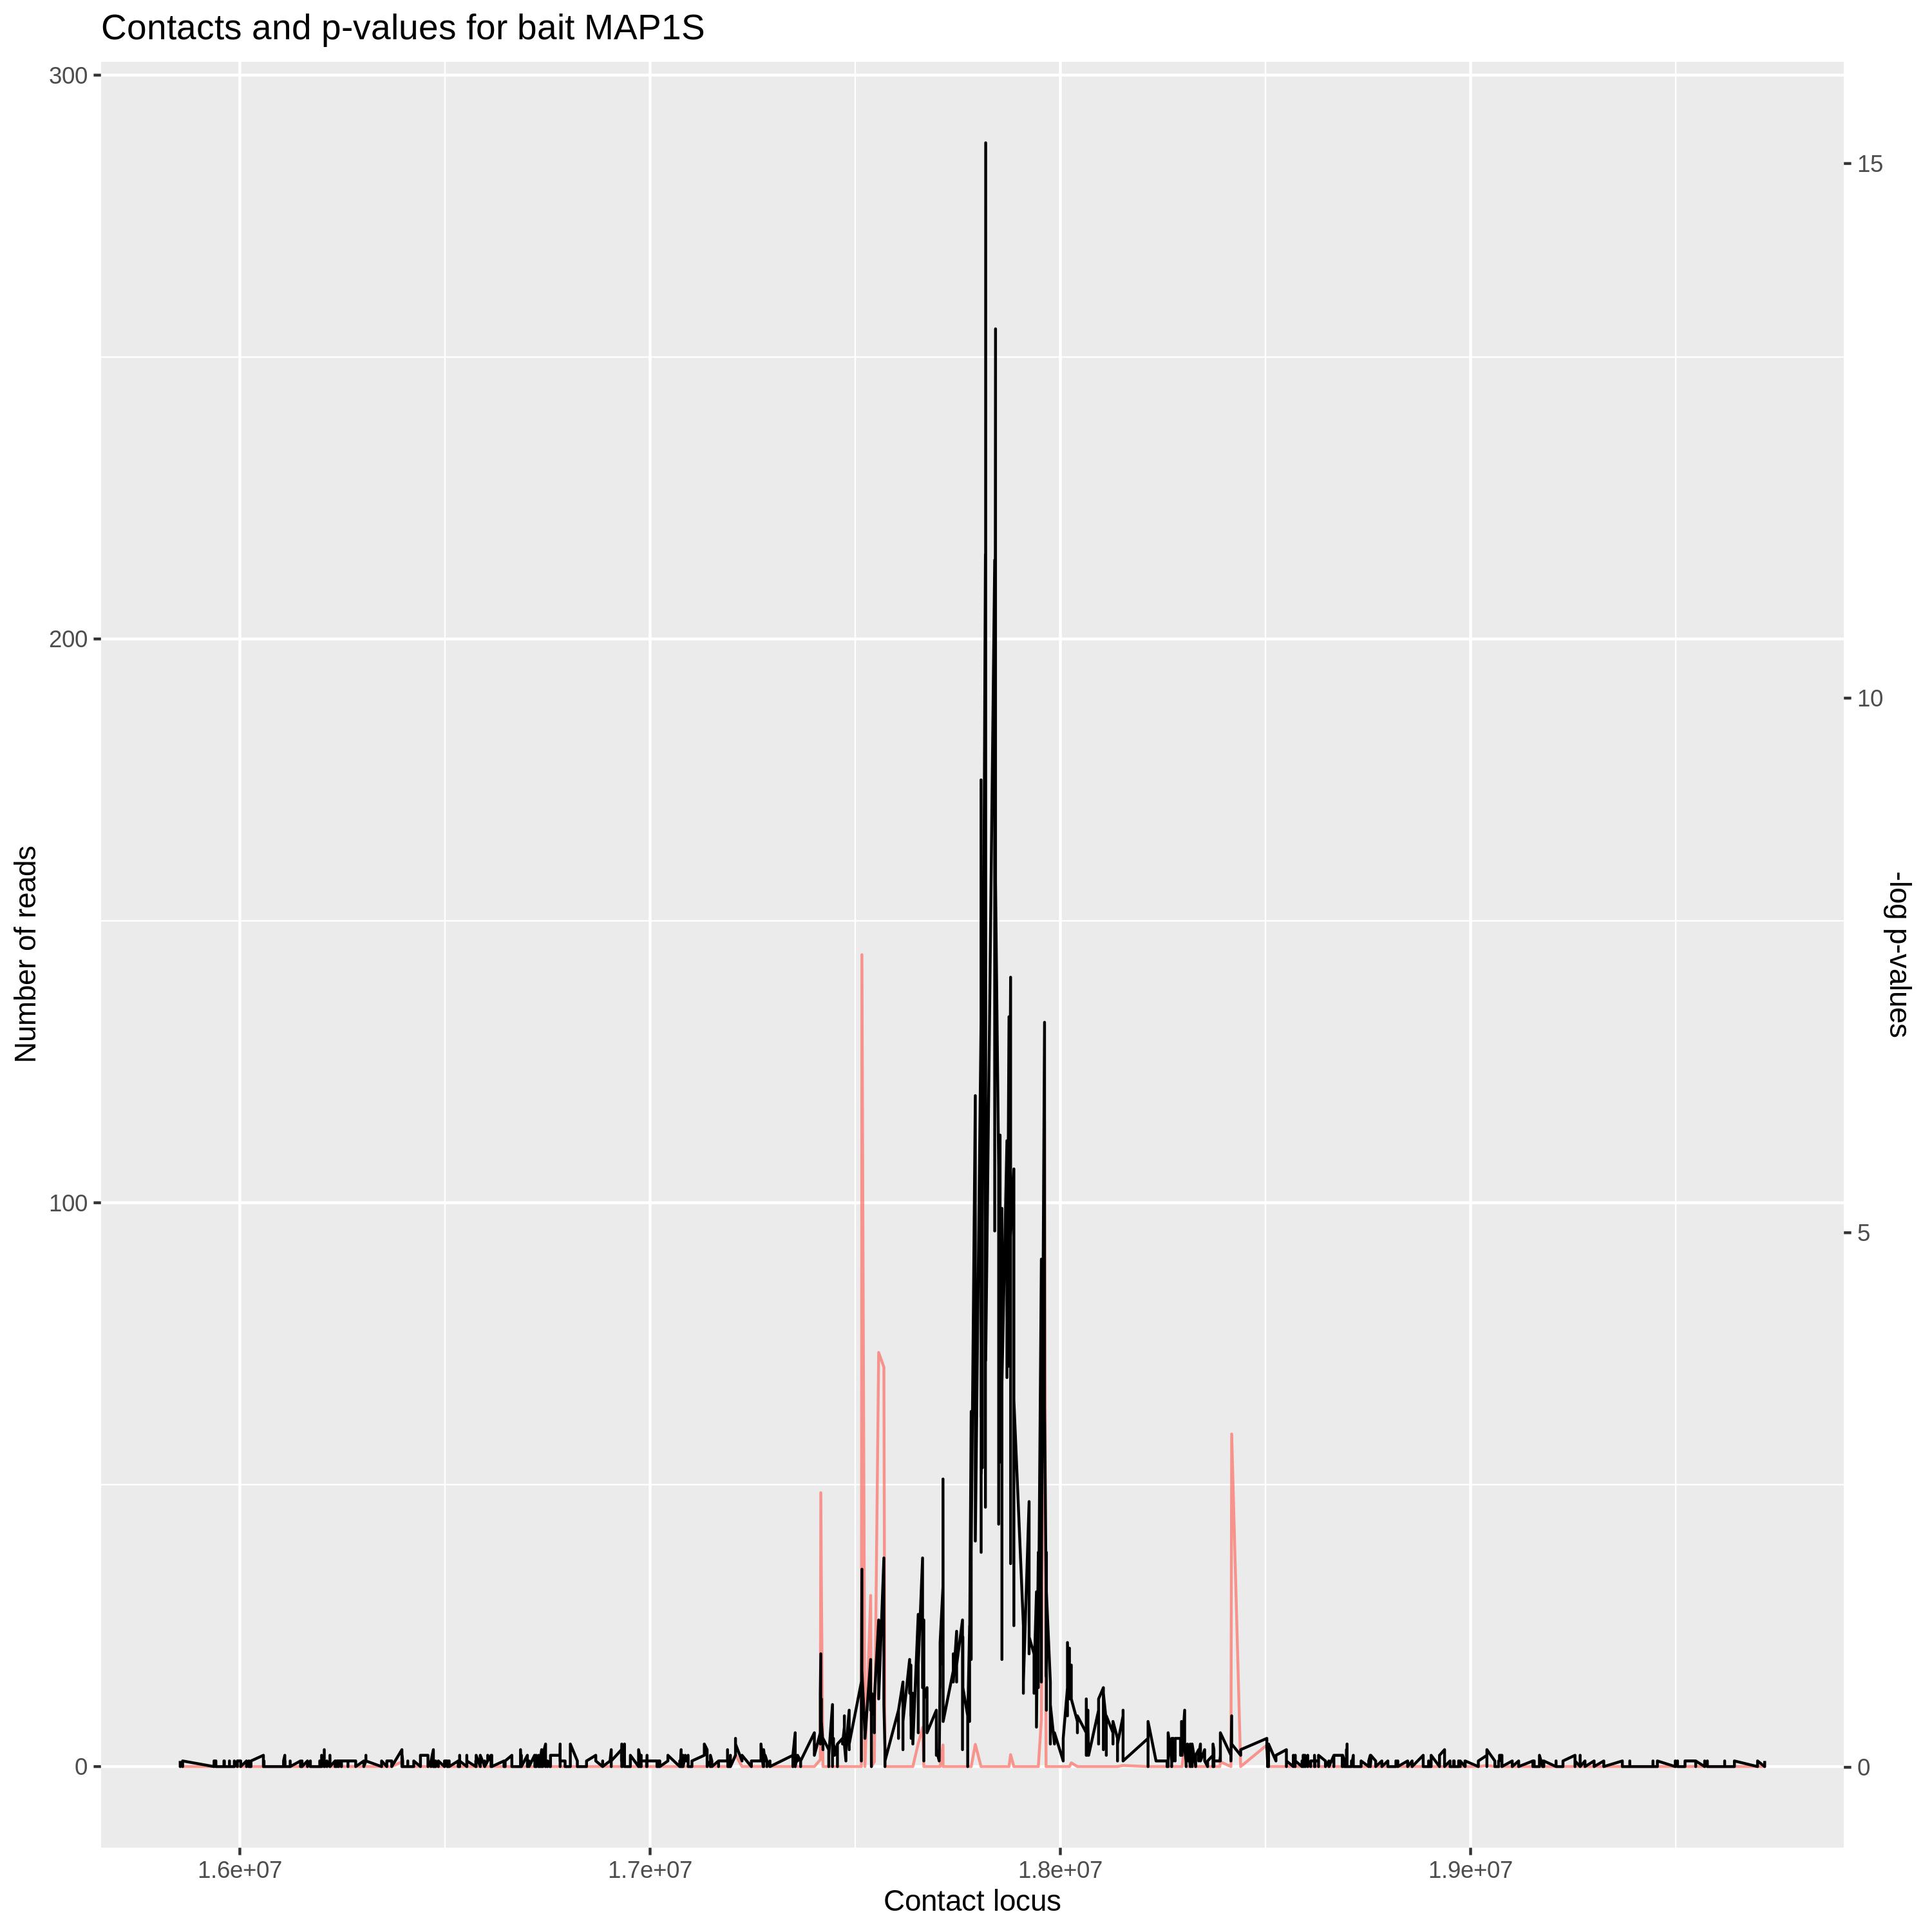 Contacts and p-values for bait MAP1S
300
200
100
0
Number of reads
15
10
5
0
-log p-values
1.6e+07
1.7e+07
1.8e+07
1.9e+07
Contact locus